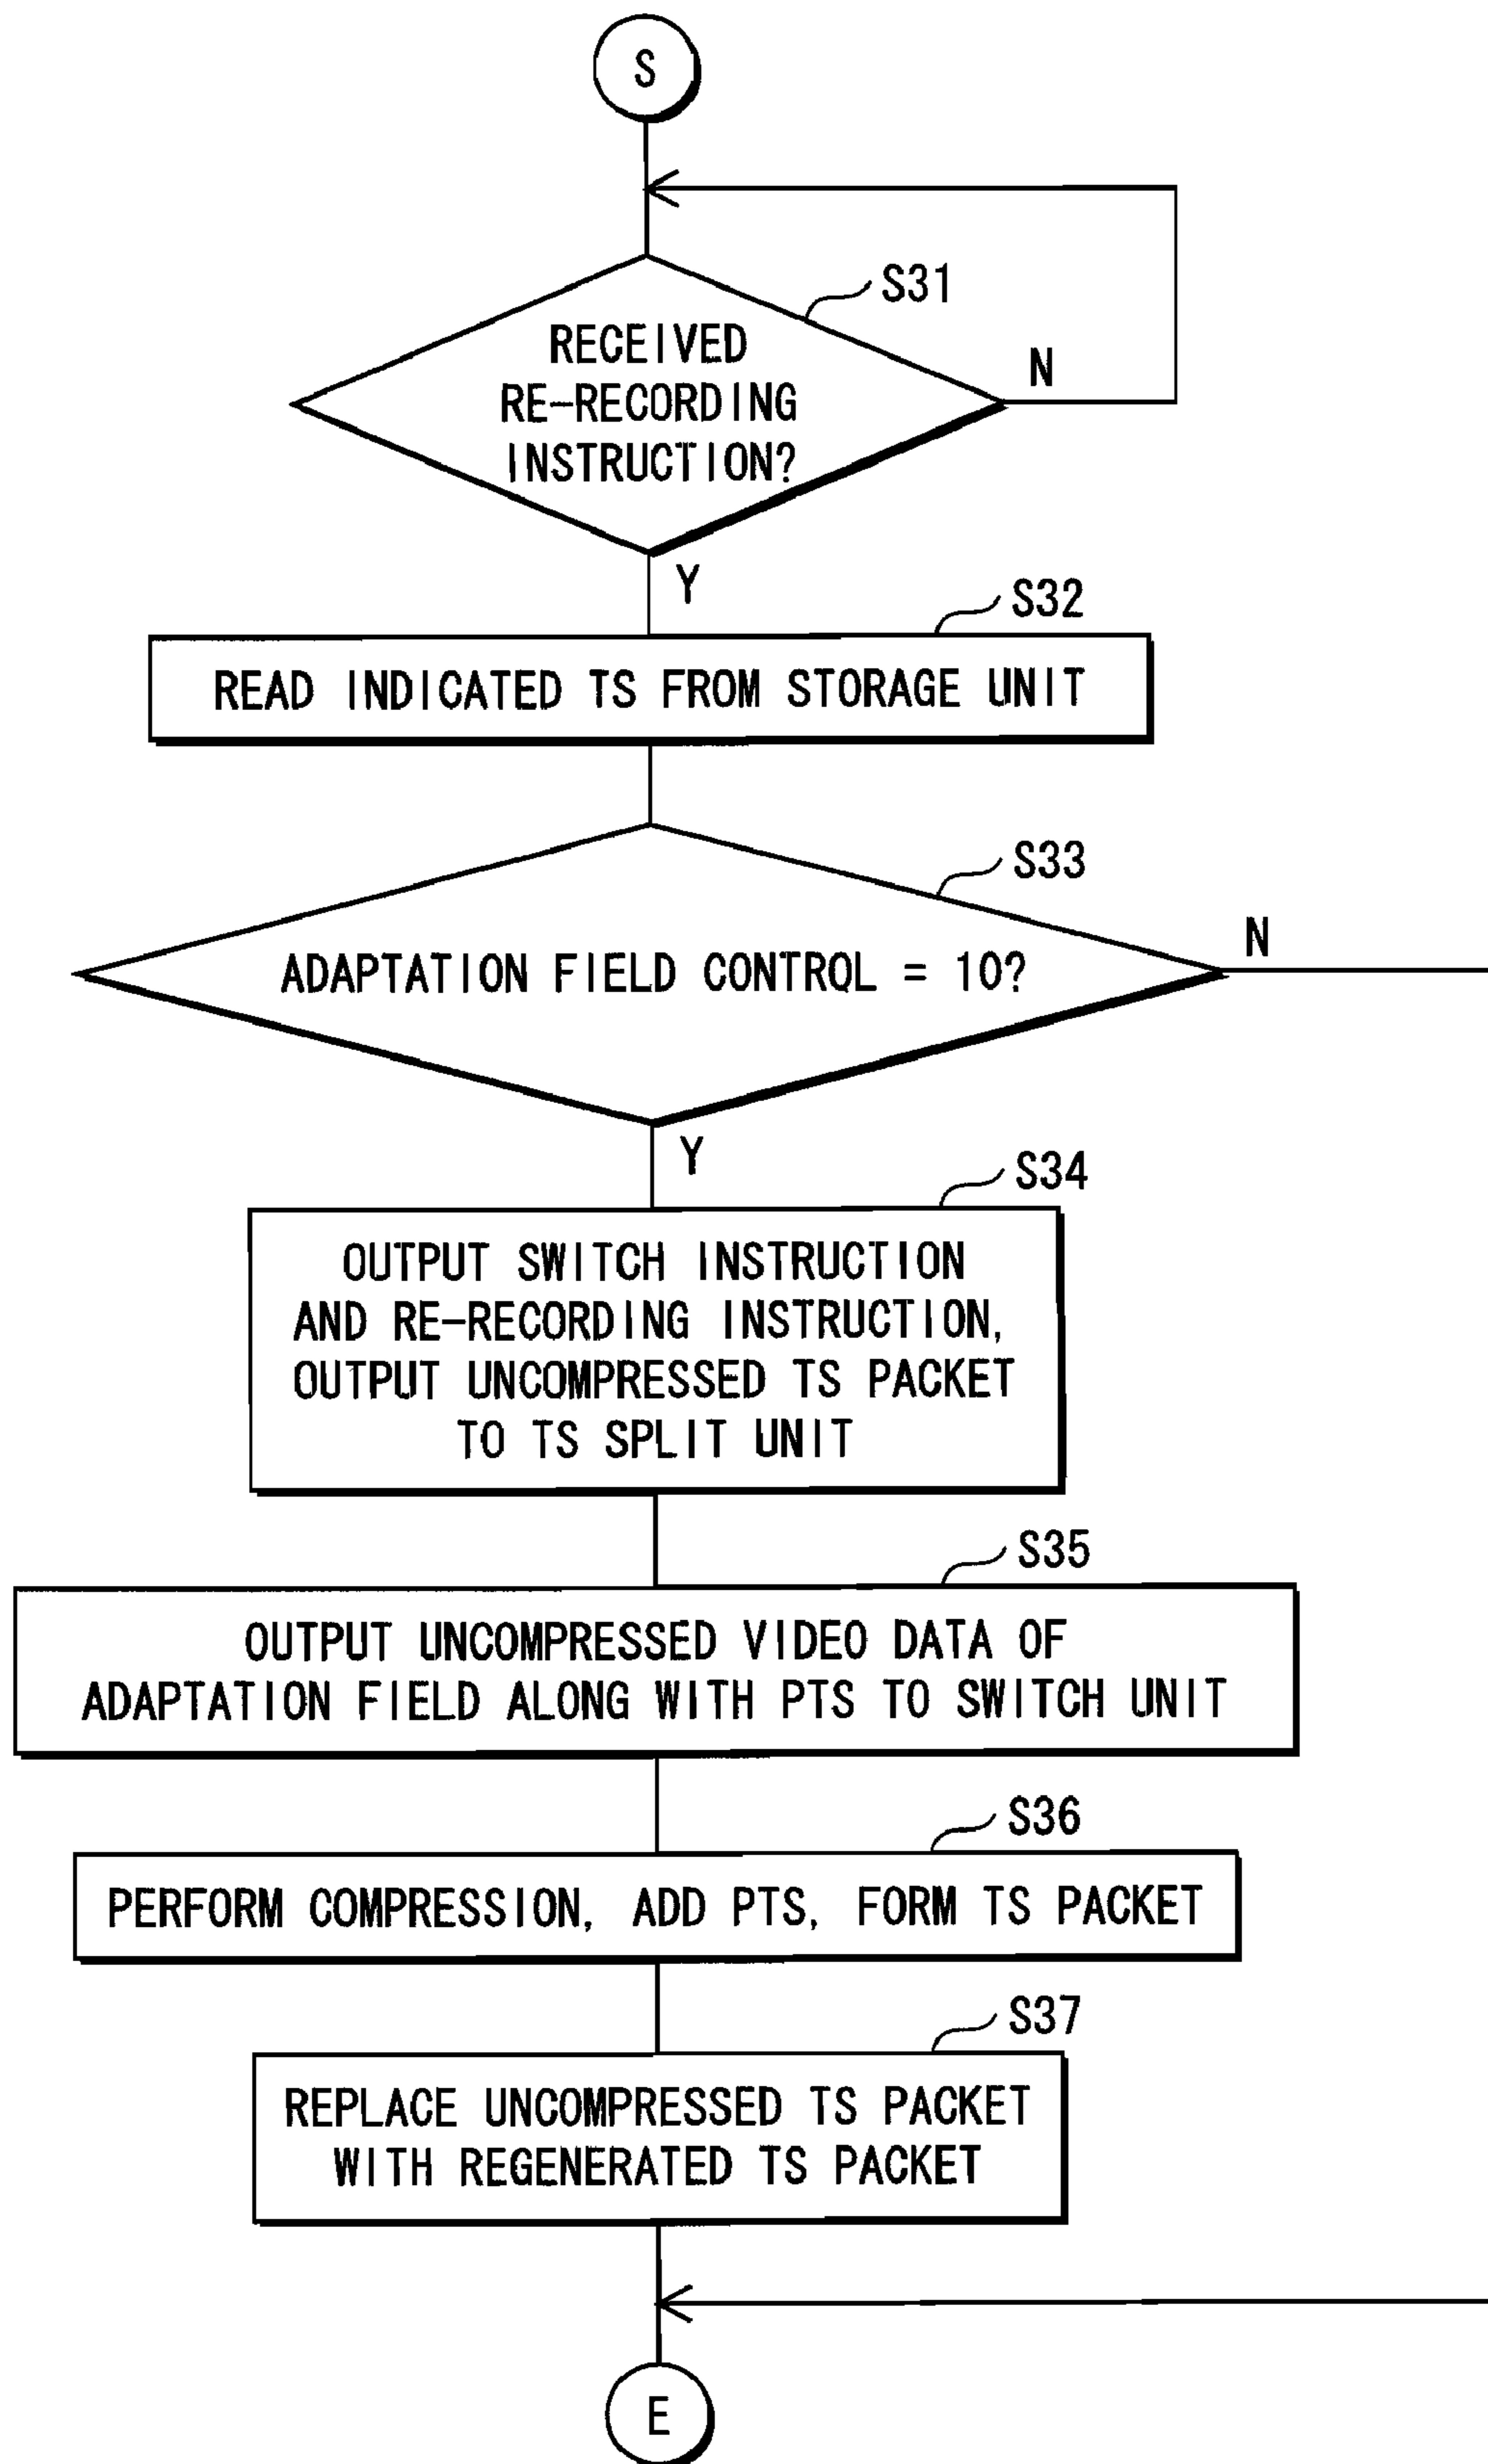 S
S31
RECEIVED
RE-RECORDING
INSTRUCTION?
N
Y
S32
READ INDICATED TS FROM STORAGE UNIT
S33
N
ADAPTATION FIELD CONTROL = 10?
Y
S34
OUTPUT SWITCH INSTRUCTION
AND RE-RECORDING INSTRUCTION,
OUTPUT UNCOMPRESSED TS PACKET
TO TS SPLIT UNIT
S35
OUTPUT UNCOMPRESSED VIDEO DATA OF
ADAPTATION FIELD ALONG WITH PTS TO SWITCH UNIT
S36
PERFORM COMPRESSION, ADD PTS, FORM TS PACKET
S37
REPLACE UNCOMPRESSED TS PACKET
WITH REGENERATED TS PACKET
E